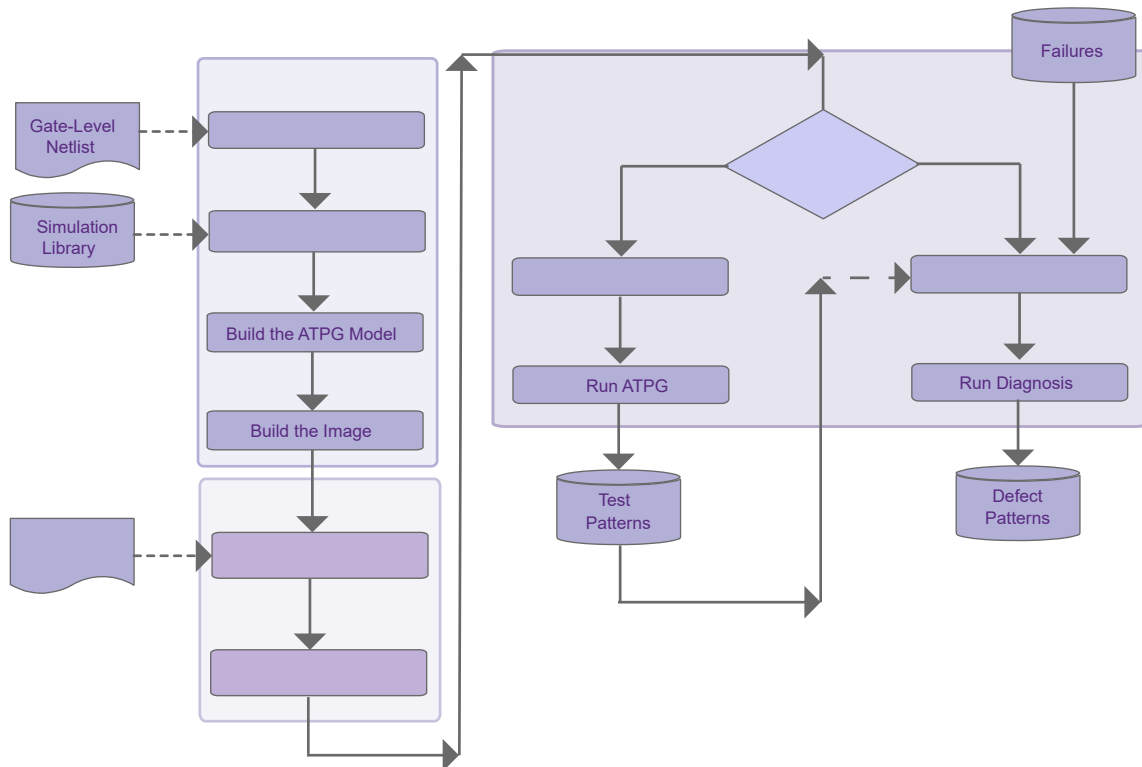 Failures
Gate-Level
Netlist
Simulation
Library
Build the ATPG Model
Build the Image
Run ATPG
Run Diagnosis
Test
Patterns
Defect
Patterns